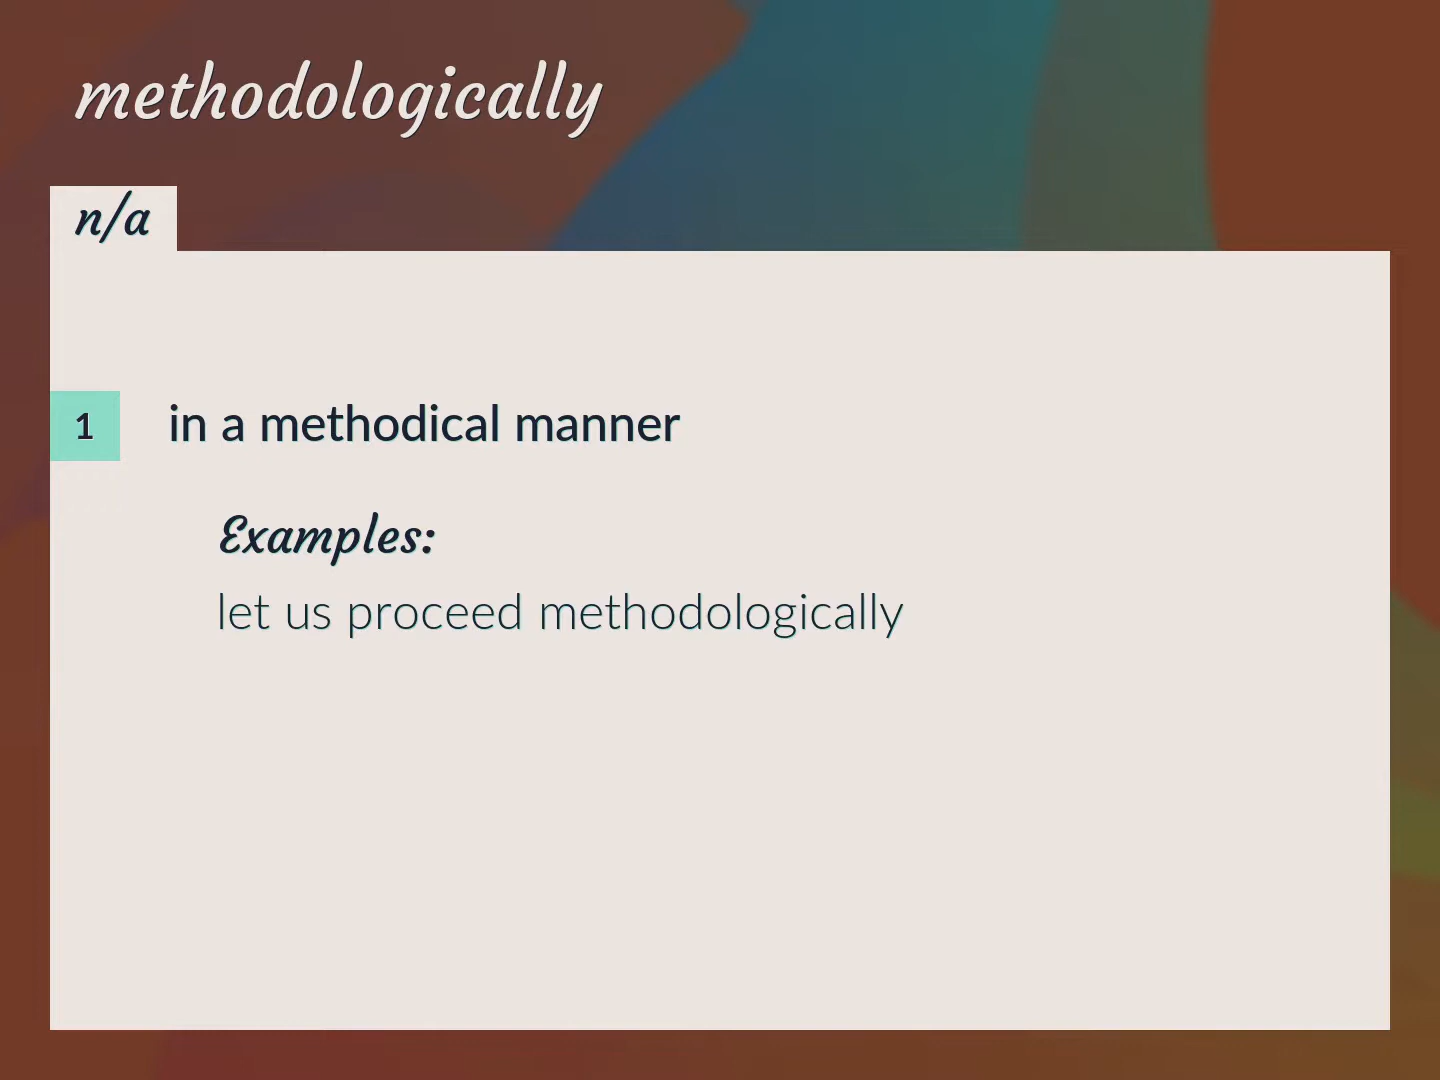 methodologically
n/a
1 in a methodical manner
Examples:
let us proceed methodologically